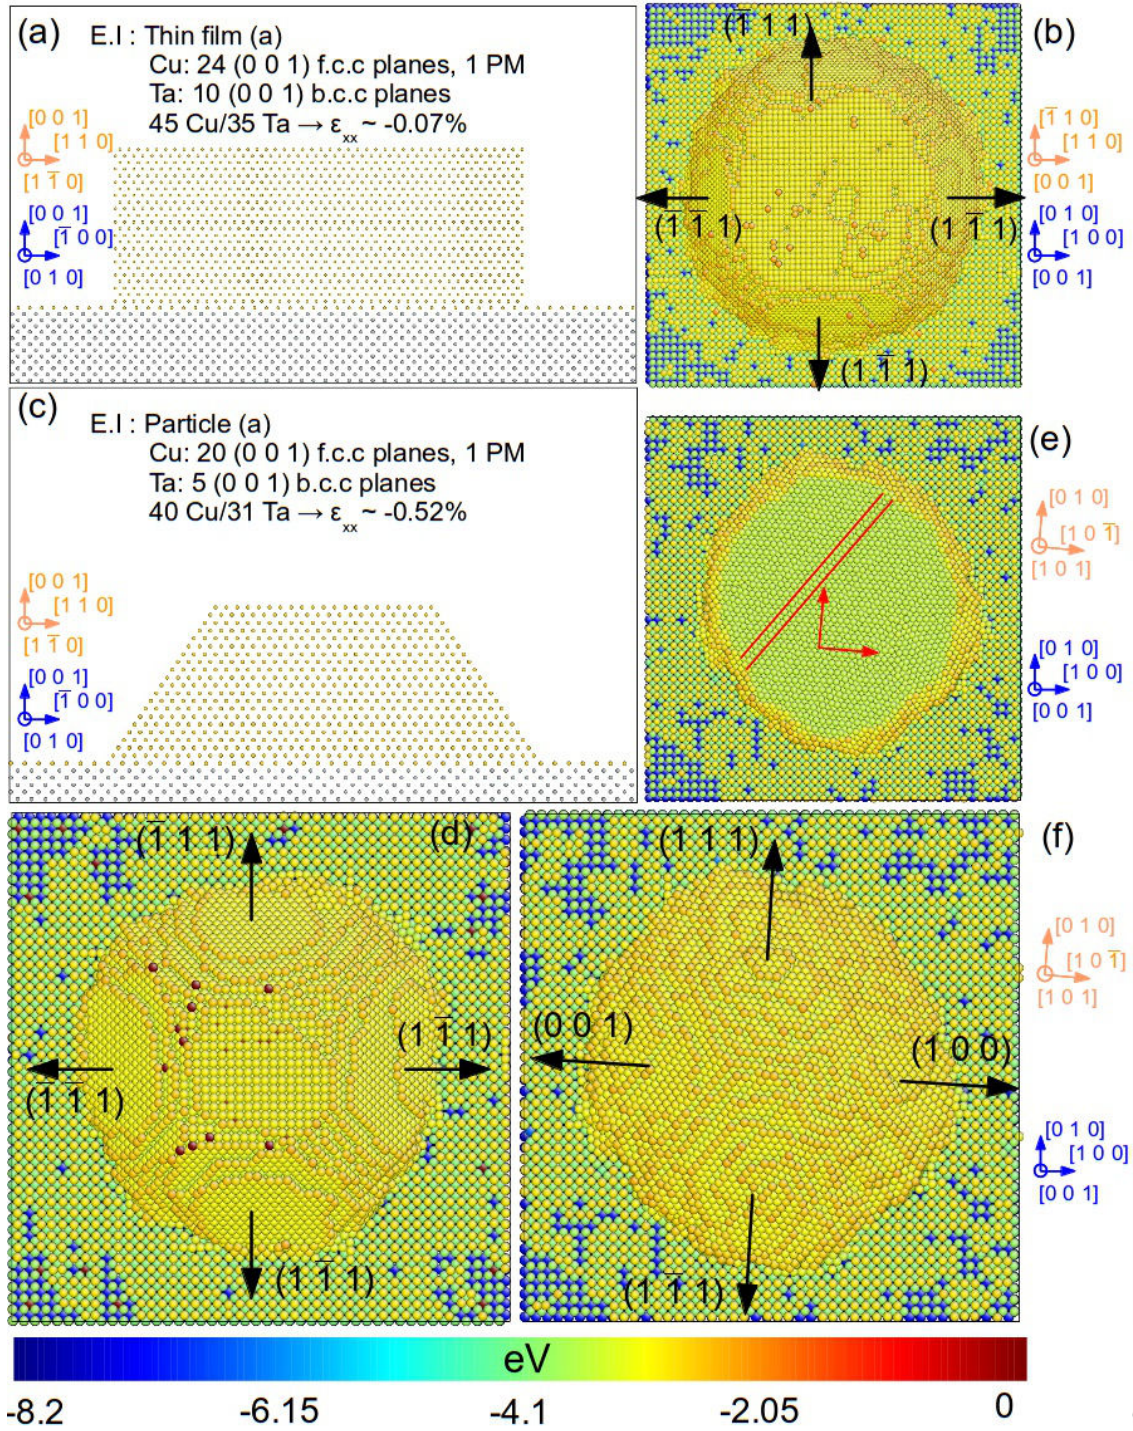 (a)
E.I : Thin film (a)
Cu: 24 (0 0 1) f.c.c planes, 1 PM
Ta: 10 (0 0 1) b.c.c planes
45 Cu/35 Ta → ε_xx ~ -0.07%
[0 0 1]
[1 1 0]
[1 1̅ 0]
[0 0 1]
[1̅ 0 0]
[0 1 0]
(b)
(1̅ 1 1)
(1̅ 1̅ 1)
(1 1̅ 1)
(1 1̅ 1)
[1̅ 1 0]
[1 1 0]
[0 0 1]
[0 1 0]
[1 0 0]
[0 0 1]
(c)
E.I : Particle (a)
Cu: 20 (0 0 1) f.c.c planes, 1 PM
Ta: 5 (0 0 1) b.c.c planes
40 Cu/31 Ta → ε_xx ~ -0.52%
[0 0 1]
[1 1 0]
[1 1̅ 0]
[0 0 1]
[1̅ 0 0]
[0 1 0]
(e)
[0 1 0]
[1 0 1̅]
[1 0 1]
[0 1 0]
[1 0 0]
[0 0 1]
(d)
(1̅ 1 1)
(1̅ 1̅ 1)
(1 1̅ 1)
(1 1̅ 1)
(f)
(1 1 1)
(0 0 1)
(1 0 0)
(1 1̅ 1)
[0 1 0]
[1 0 1̅]
[1 0 1]
[0 1 0]
[1 0 0]
[0 0 1]
eV
-8.2 -6.15 -4.1 -2.05 0